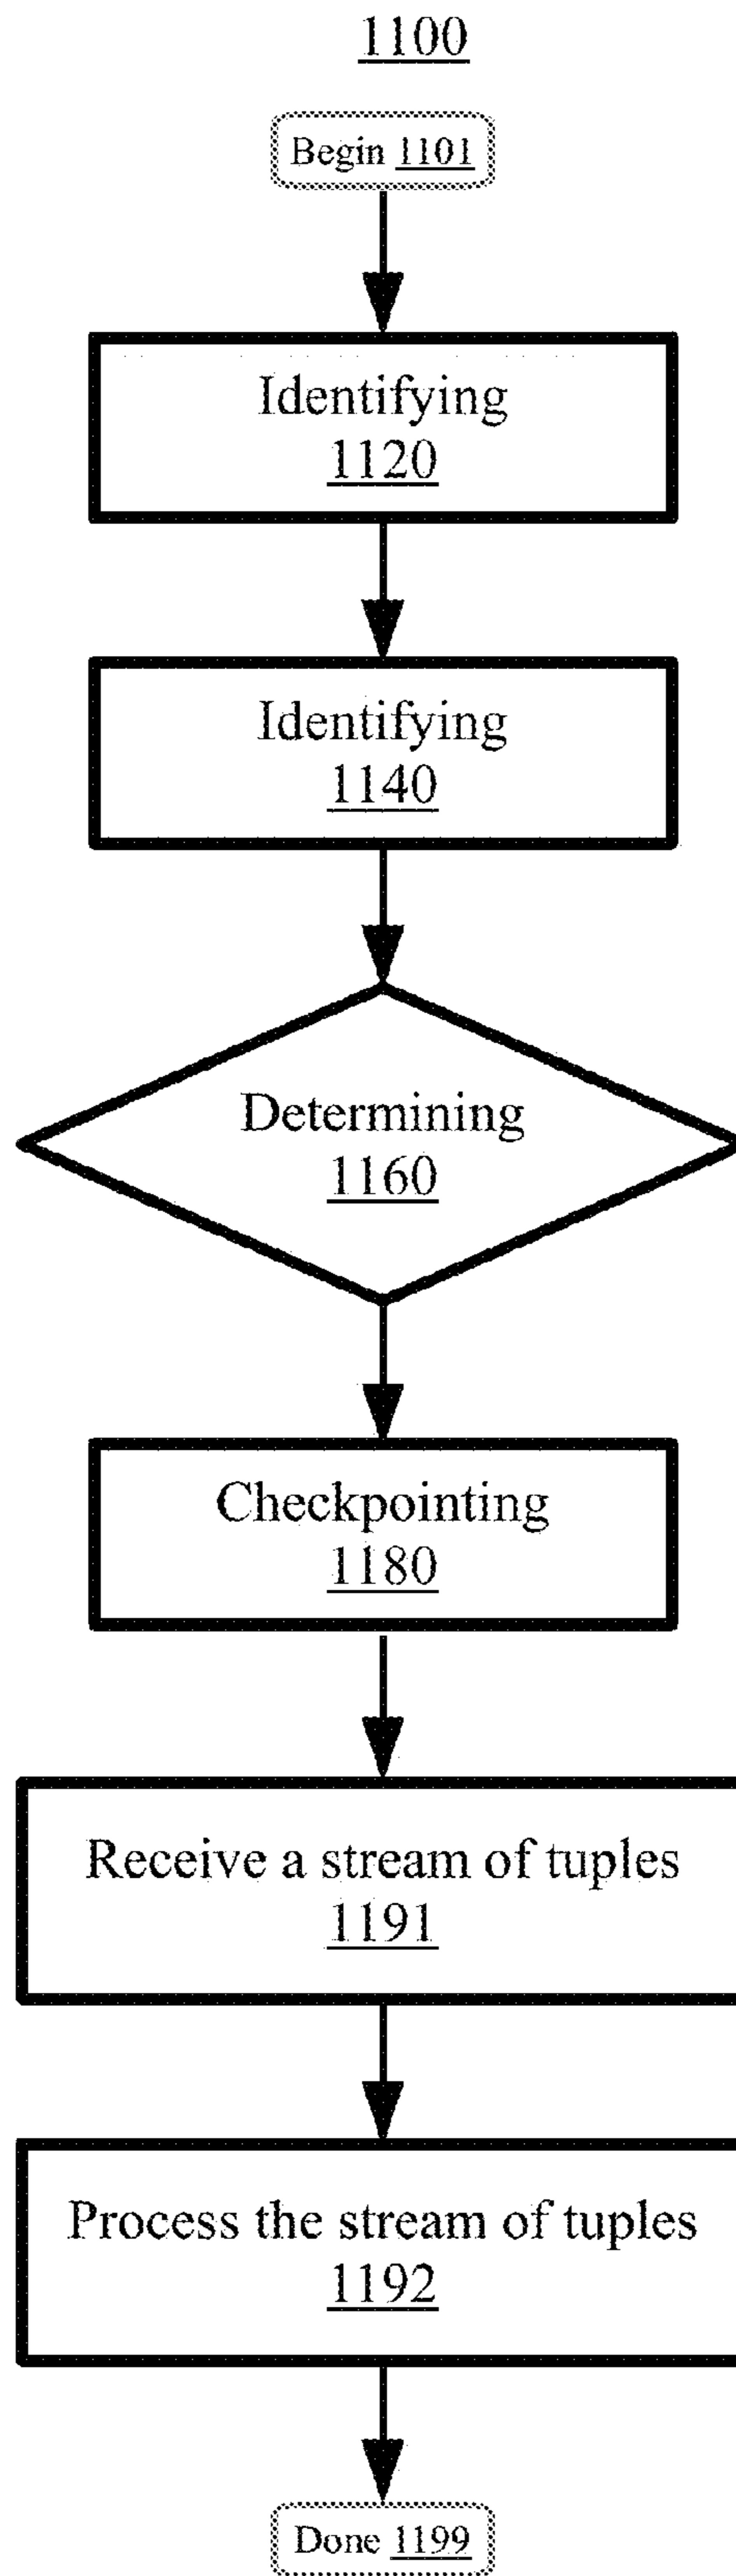 1100
Begin 1101
Identifying
1120
Identifying
1140
Determining
1160
Checkpointing
1180
Receive a stream of tuples
1191
Process the stream of tuples
1192
Done 1199